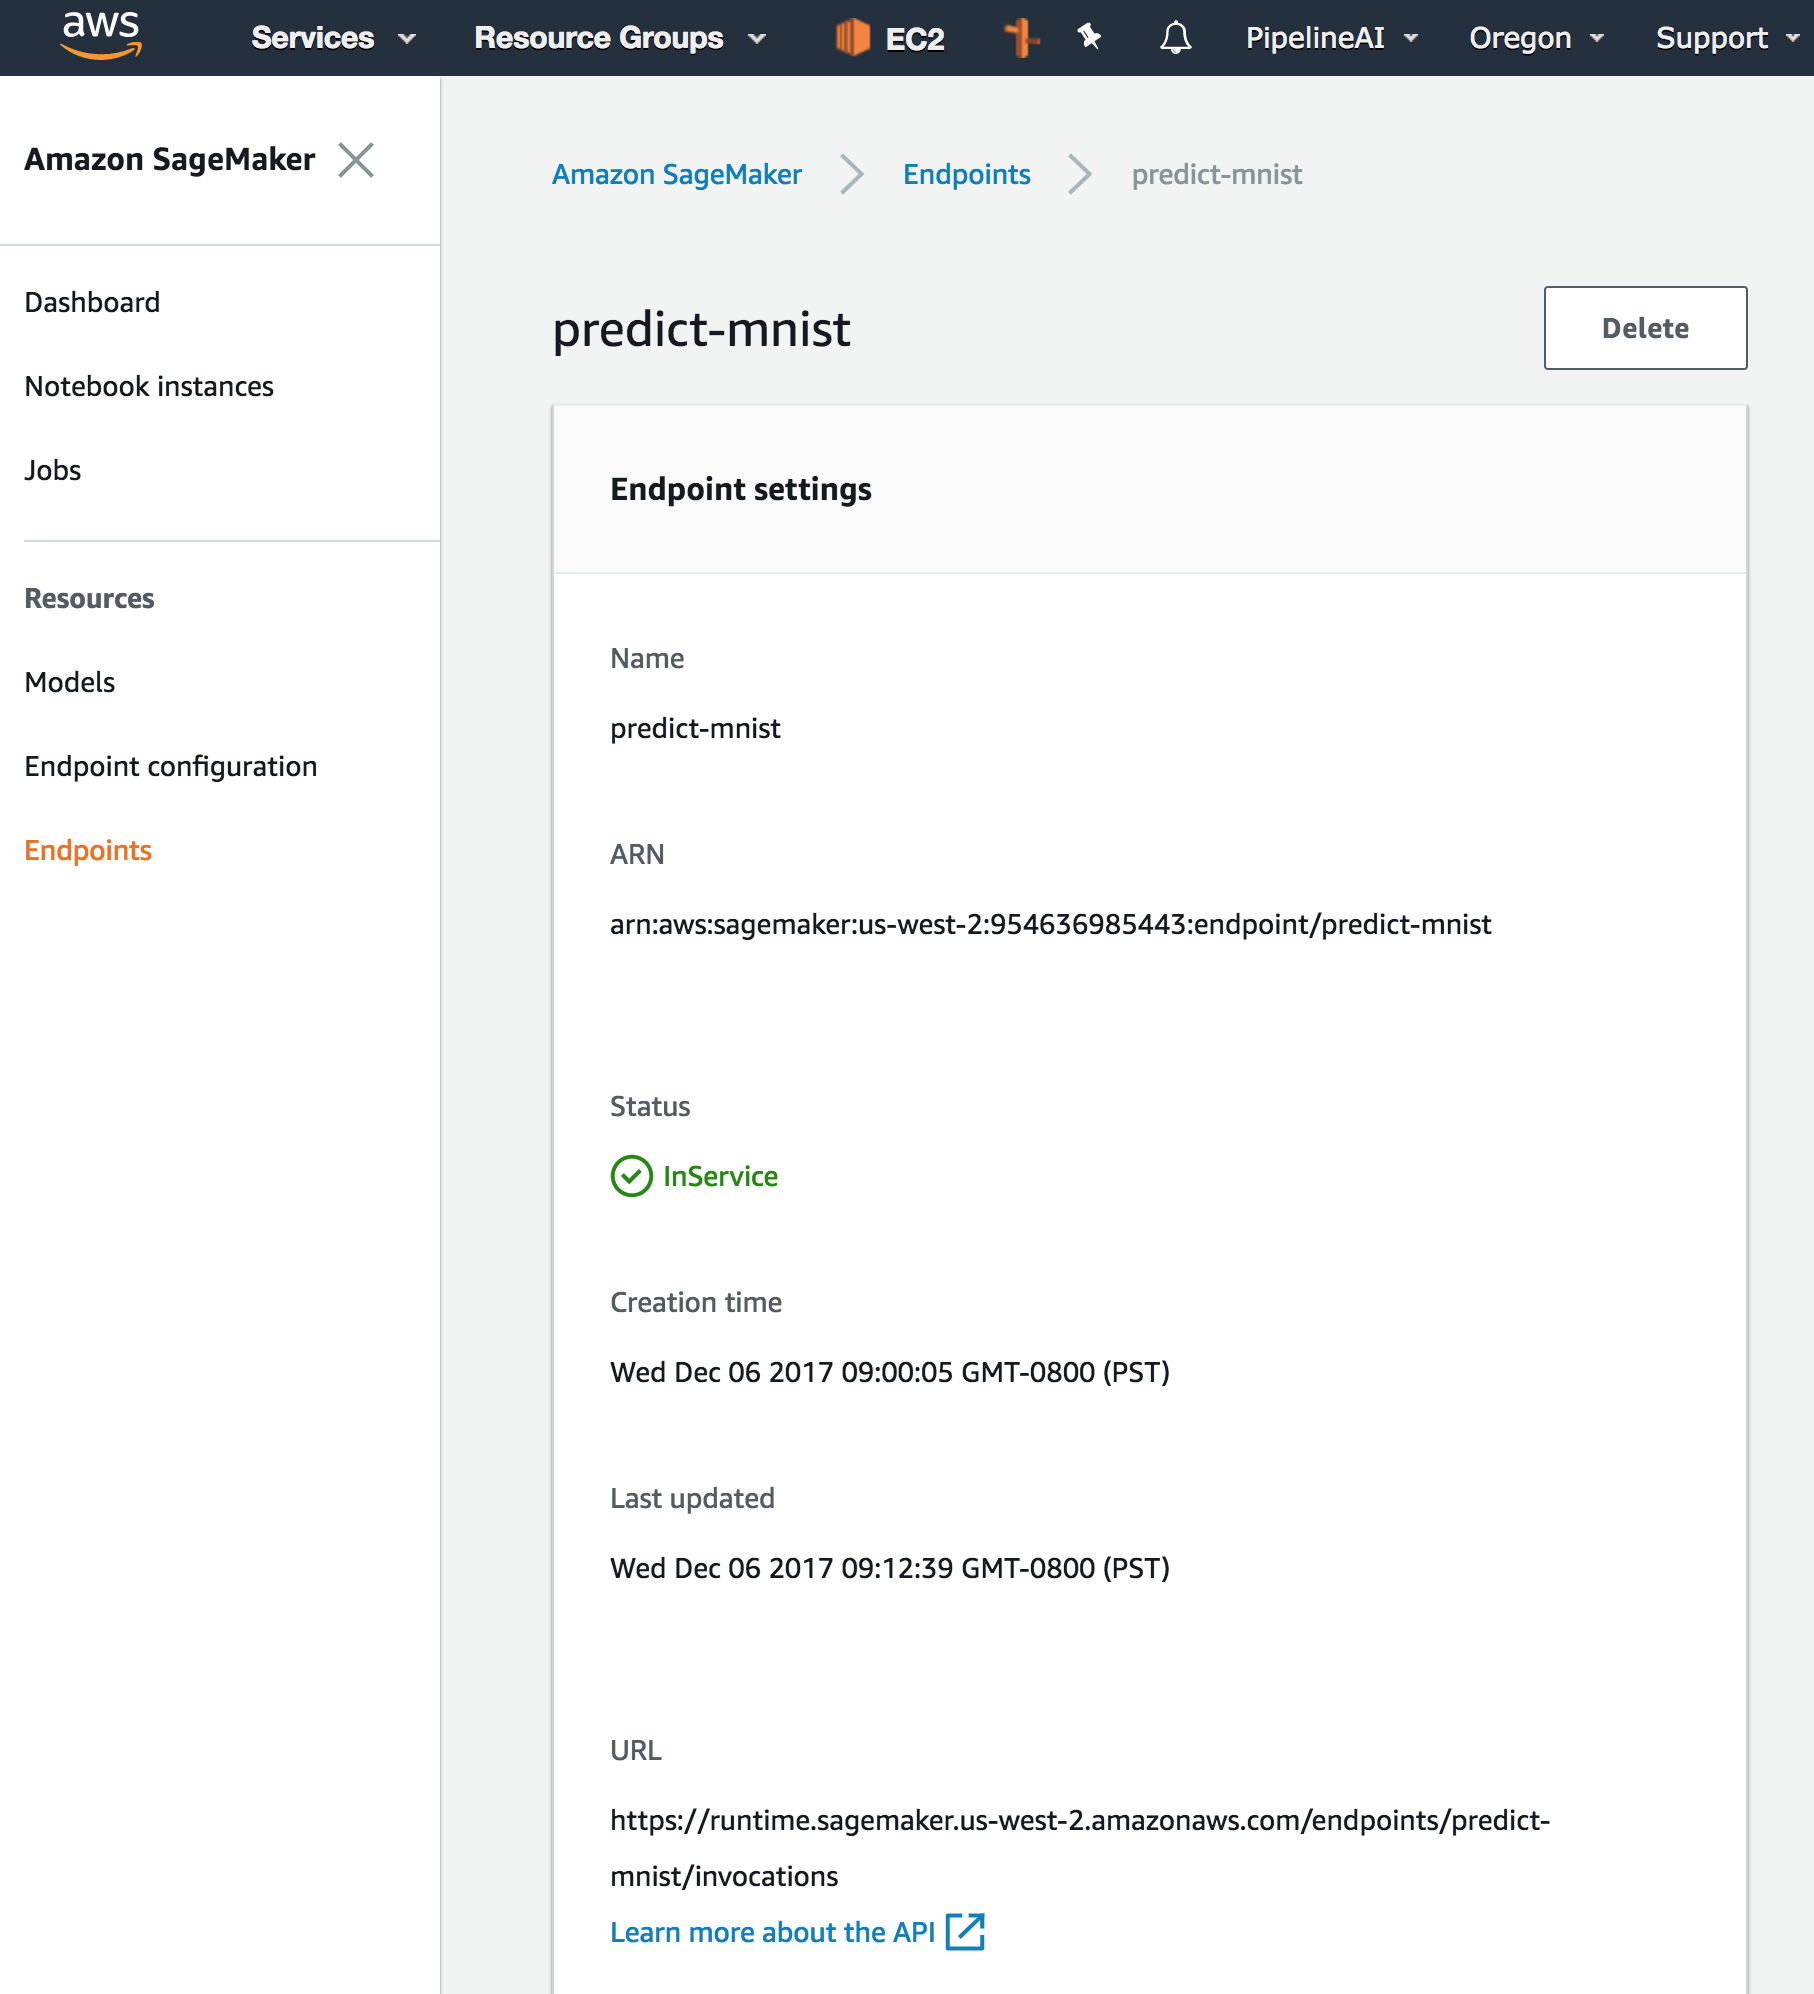 aws Services Resource Groups EC2 PipelineAI Oregon Support
Amazon SageMaker
Dashboard
Notebook instances
Jobs
Resources
Models
Endpoint configuration
Endpoints
Amazon SageMaker Endpoints predict-mnist
predict-mnist
Delete
Endpoint settings
Name
predict-mnist
ARN
arn:aws:sagemaker:us-west-2:954636985443:endpoint/predict-mnist
Status
InService
Creation time
Wed Dec 06 2017 09:00:05 GMT-0800 (PST)
Last updated
Wed Dec 06 2017 09:12:39 GMT-0800 (PST)
URL
https://runtime.sagemaker.us-west-2.amazonaws.com/endpoints/predict-
mnist/invocations
Learn more about the API